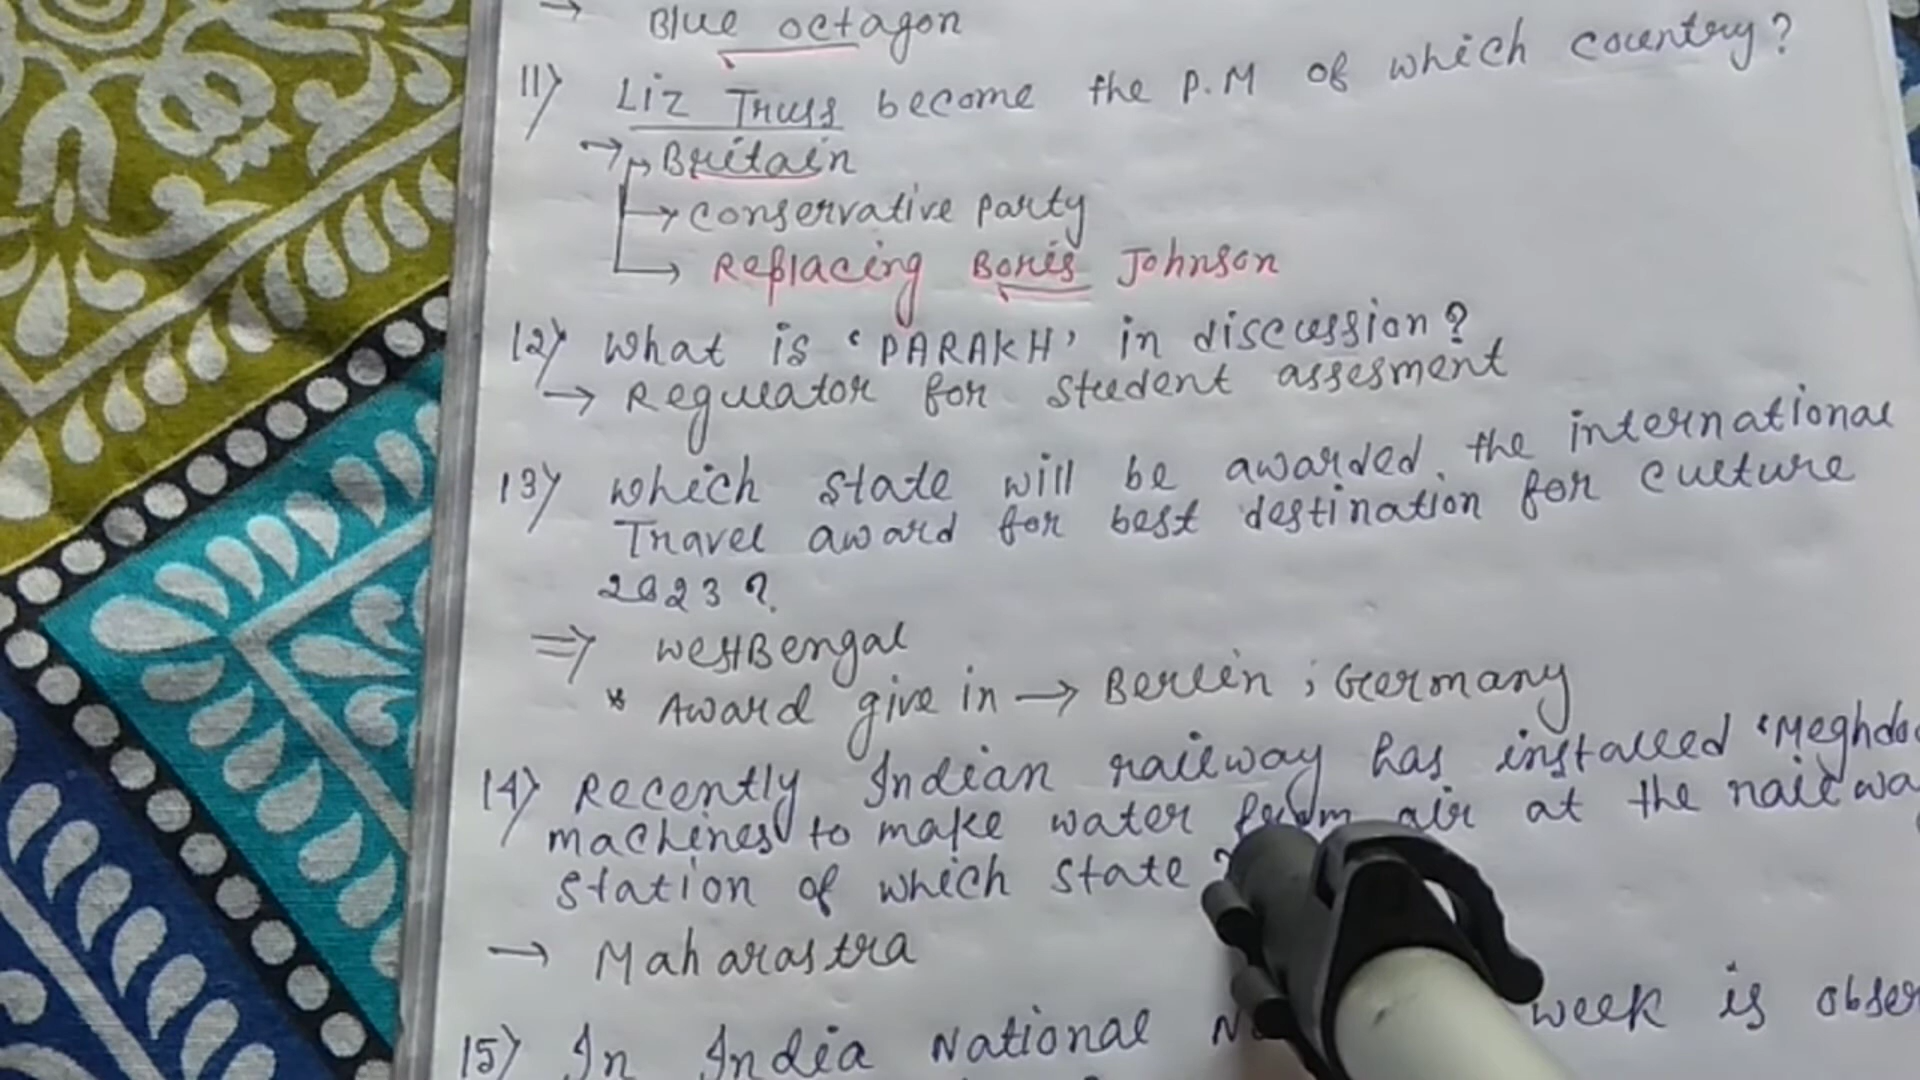 → Blue octagon
11) Liz Truss become the P.M of which country?
→ → Britain
→ conservative party
→ Replacing Boris Johnson
12) What is 'PARAKH' in discussion?
→ Regulator for student assesment
13) which state will be awarded, the international
Travel award for best destination for culture
2023?
⇒ WestBengal
* Award give in → Berlin; Germany
14) Recently Indian railway has installed 'Meghdo
machines to make water from air at the railwa
station of which state ?
→ Maharastra
15) In India National week is obser